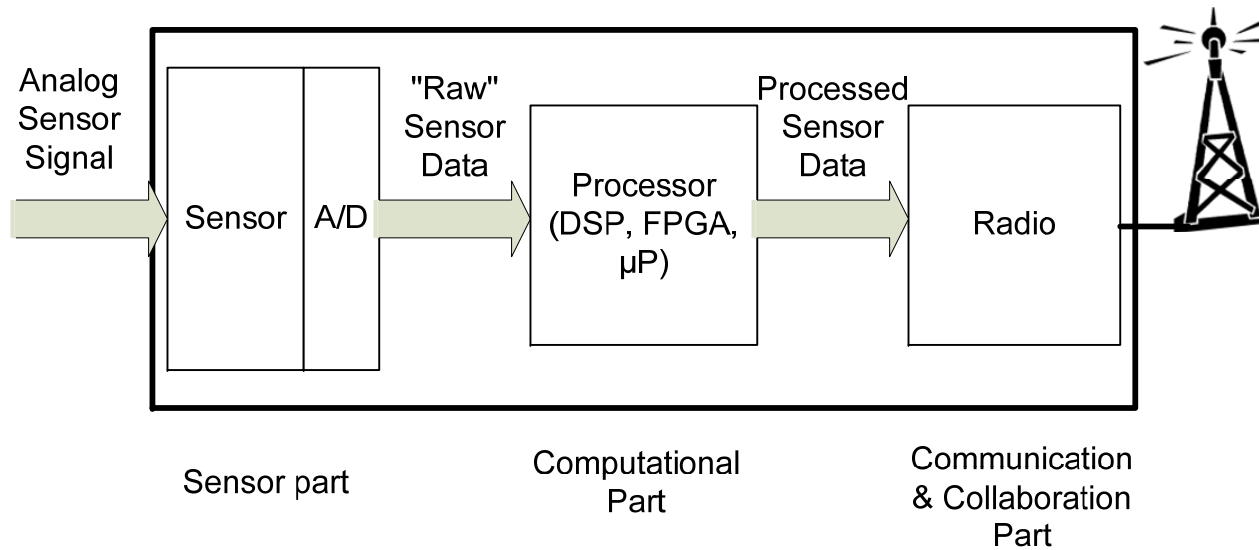 Analog
Sensor
Signal
Sensor
A/D
"Raw"
Sensor
Data
Processor
(DSP, FPGA,
µP)
Processed
Sensor
Data
Radio
Sensor part
Computational
Part
Communication
& Collaboration
Part